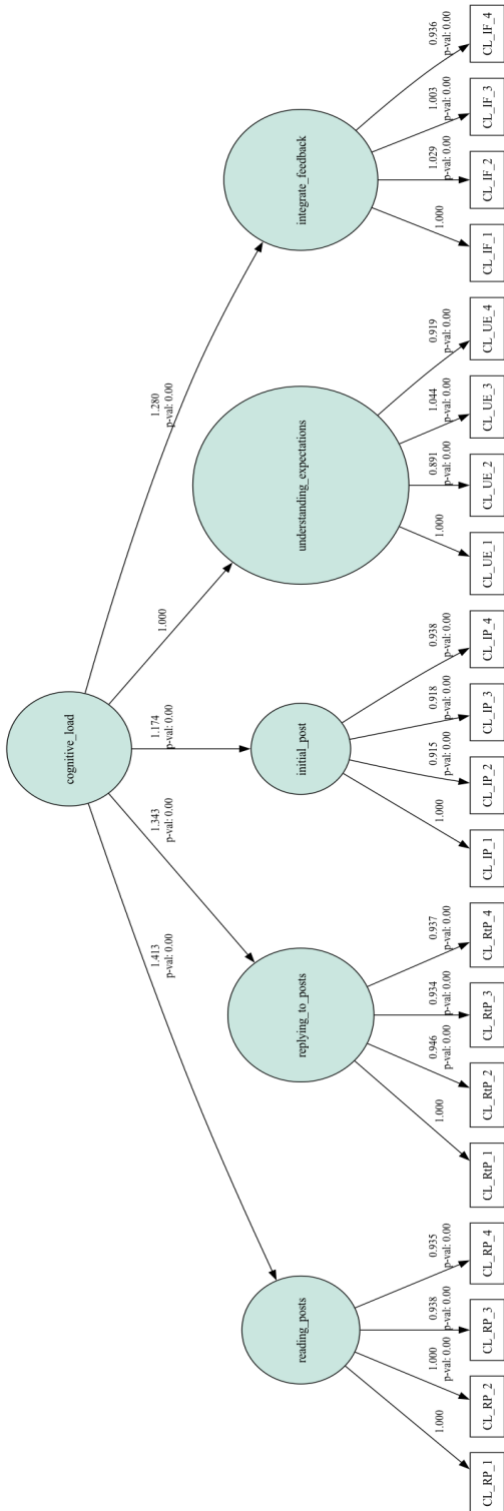 cognitive_load
1.413
p-val: 0.00
1.343
p-val: 0.00
1.174
p-val: 0.00
1.000
1.280
p-val: 0.00
reading_posts
replying_to_posts
initial_post
understanding_expectations
integrate_feedback
1.000
1.000
p-val: 0.00
0.938
p-val: 0.00
0.935
p-val: 0.00
1.000
0.946
p-val: 0.00
0.934
p-val: 0.00
0.937
p-val: 0.00
1.000
0.915
p-val: 0.00
0.918
p-val: 0.00
0.938
p-val: 0.00
1.000
0.891
p-val: 0.00
1.044
p-val: 0.00
0.919
p-val: 0.00
1.000
1.029
p-val: 0.00
1.003
p-val: 0.00
0.936
p-val: 0.00
CL_RP_1
CL_RP_2
CL_RP_3
CL_RP_4
CL_RtP_1
CL_RtP_2
CL_RtP_3
CL_RtP_4
CL_IP_1
CL_IP_2
CL_IP_3
CL_IP_4
CL_UE_1
CL_UE_2
CL_UE_3
CL_UE_4
CL_IF_1
CL_IF_2
CL_IF_3
CL_IF_4